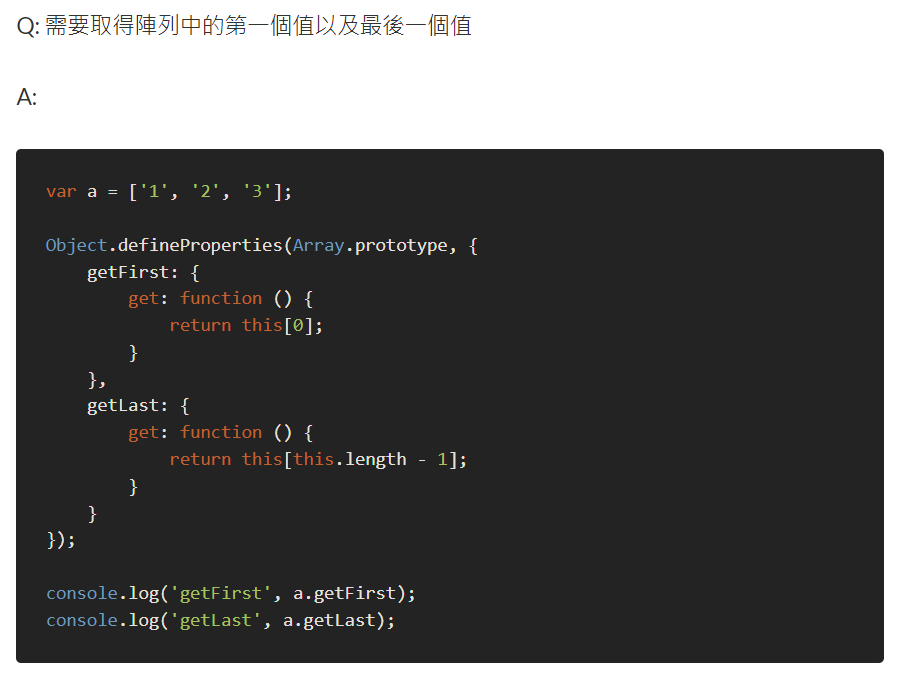 Q: 需要取得陣列中的第一個值以及最後一個值
A:
var a = ['1', '2', '3'];
Object.defineProperties(Array.prototype, {
    getFirst: {
        get: function () {
            return this[0];
        }
    },
    getLast: {
        get: function () {
            return this[this.length - 1];
        }
    }
});
console.log('getFirst', a.getFirst);
console.log('getLast', a.getLast);